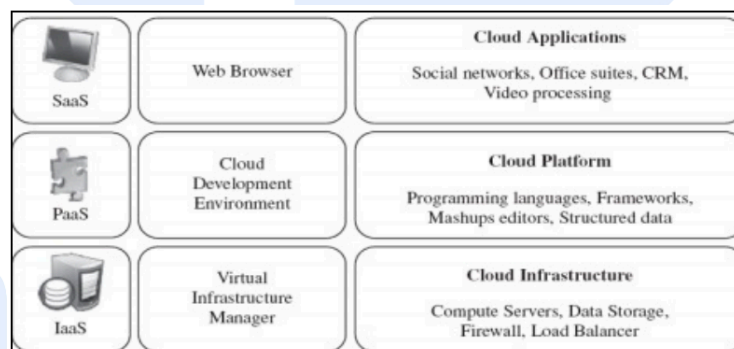 SaaS
Web Browser
Cloud Applications
Social networks, Office suites, CRM,
Video processing
PaaS
Cloud
Development
Environment
Cloud Platform
Programming languages, Frameworks,
Mashups editors, Structured data
IaaS
Virtual
Infrastructure
Manager
Cloud Infrastructure
Compute Servers, Data Storage,
Firewall, Load Balancer